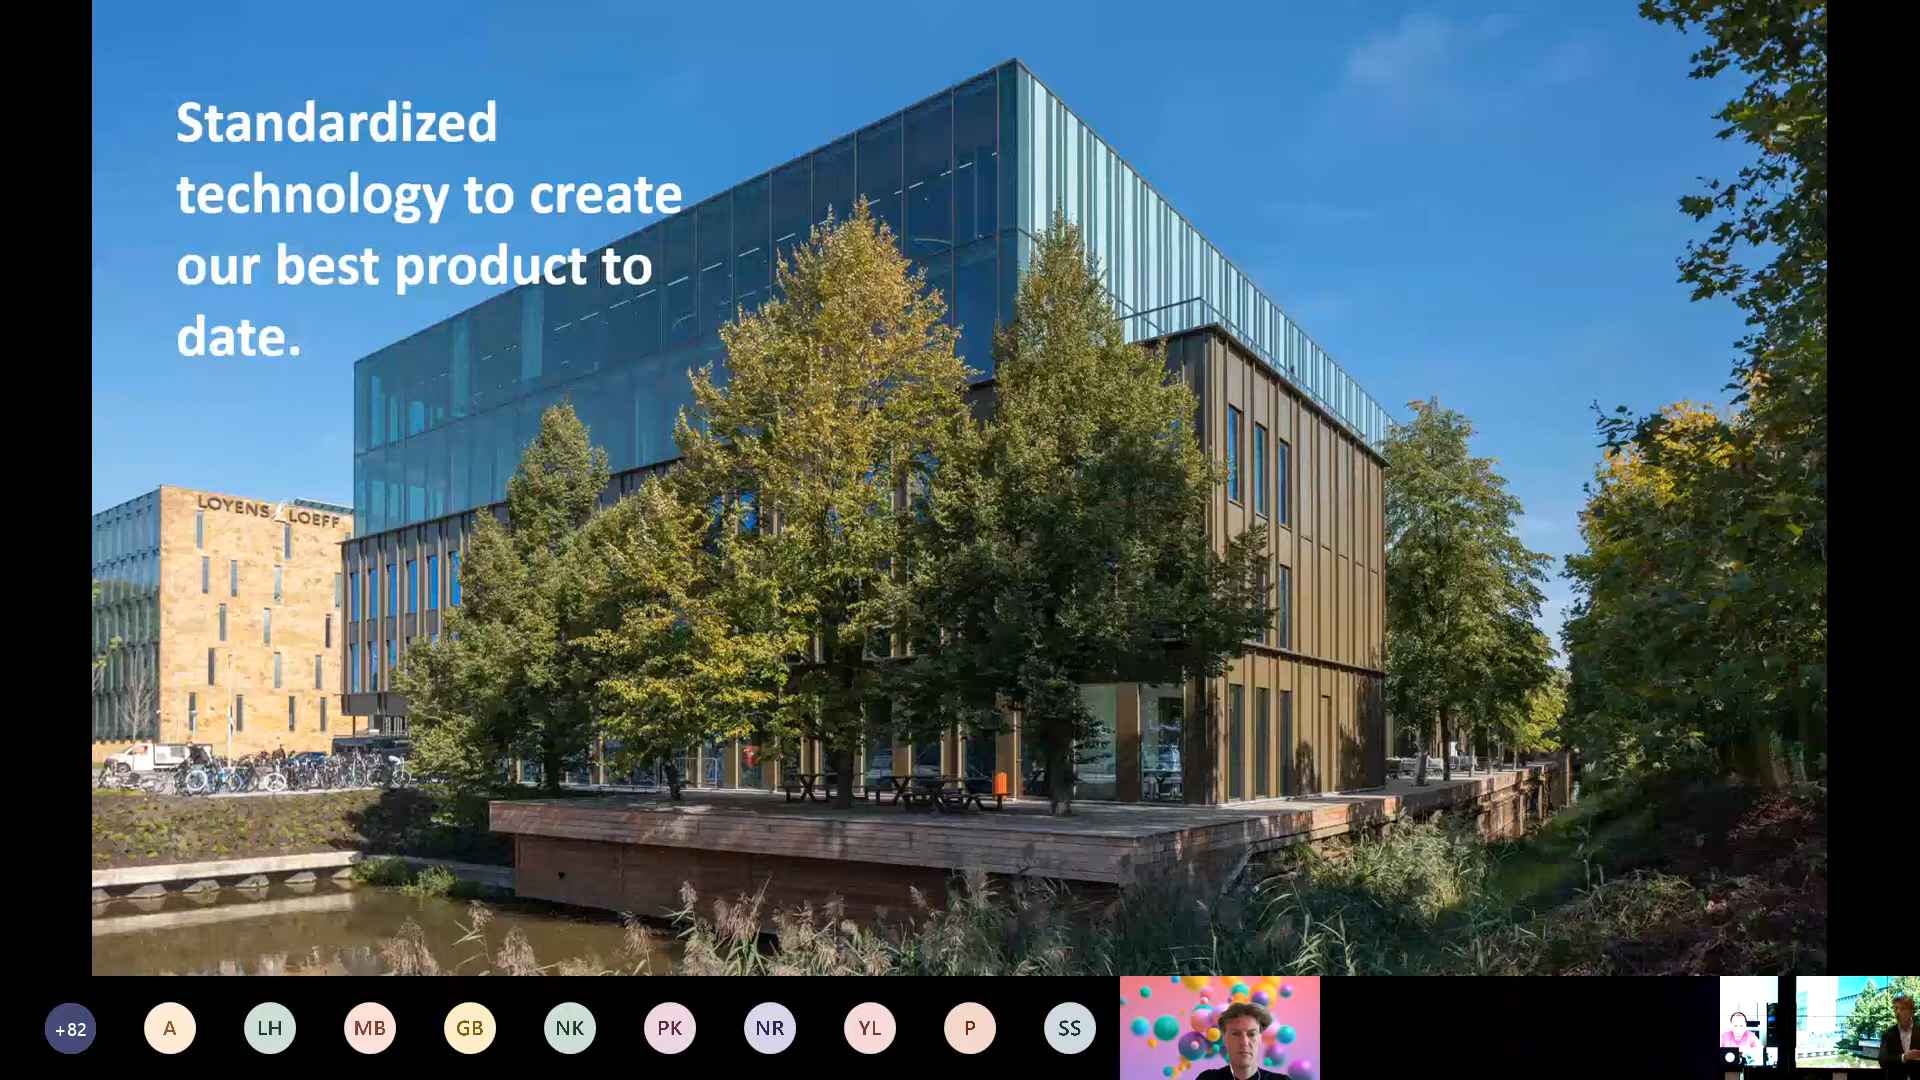 Standardized
technology to create
our best product to
date.
LOYENS LOEFF
+82
A
LH
MB
GB
NK
PK
NR
YL
P
SS